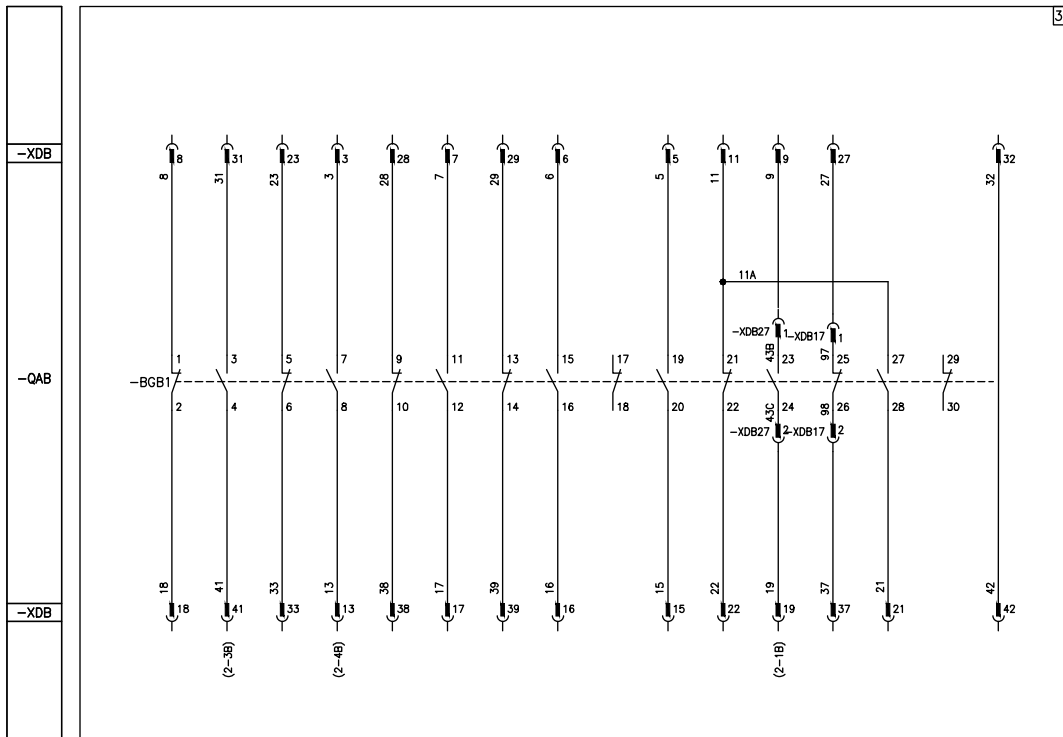 3
-XDB
8 31 23 3 28 7 29 6 5 11 9 27 32
8 31 23 3 28 7 29 6 5 11 9 27 32
11A
-XDB27 1 -XDB17 1
43B 97
1 3 5 7 9 11 13 15 17 19 21 23 25 27 29
-QAB
-BGB1
2 4 6 8 10 12 14 16 18 20 22 24 26 28 30
43C 98
-XDB27 2 -XDB17 2
18 41 33 13 38 17 39 16 15 22 19 37 21 42
-XDB
18 41 33 13 38 17 39 16 15 22 19 37 21 42
(2-3B) (2-4B) (2-1B)